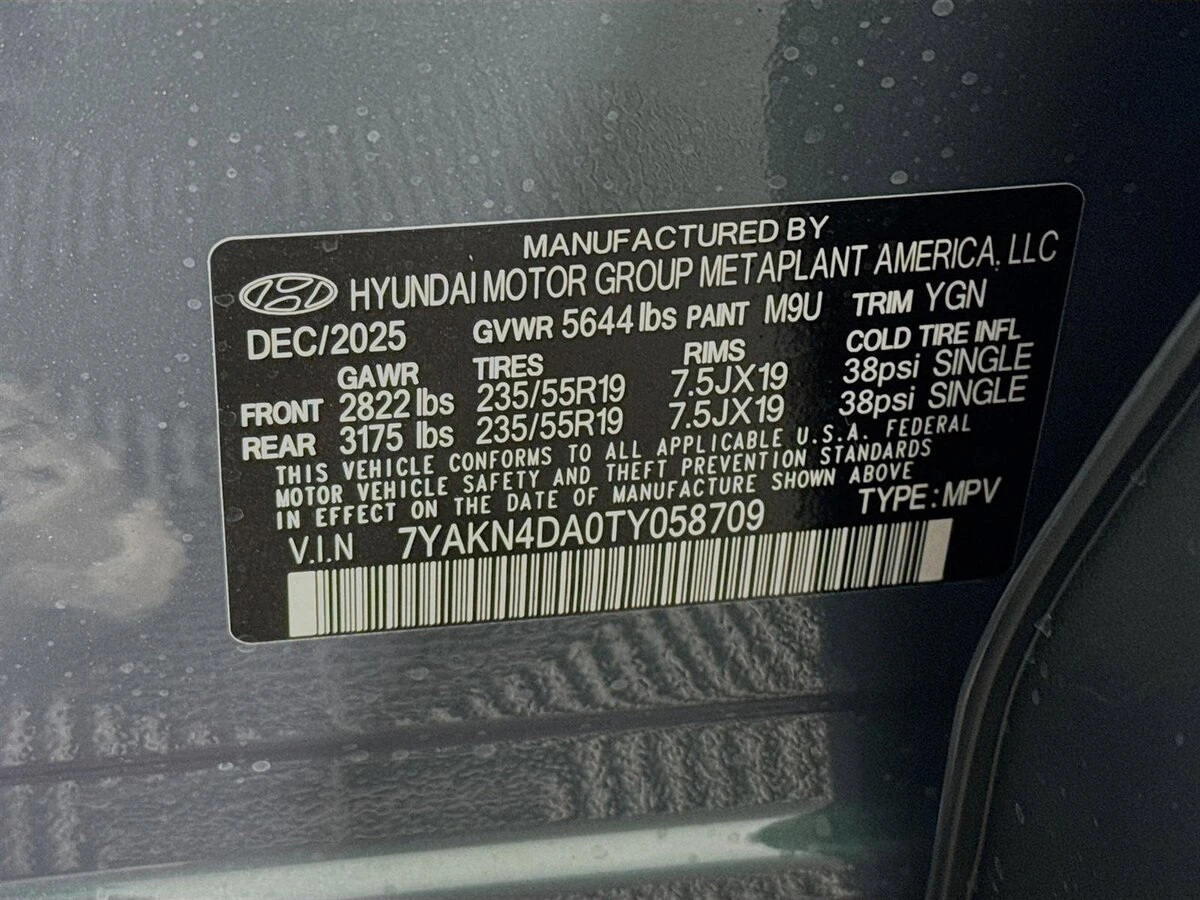 MANUFACTURED BY
HYUNDAI MOTOR GROUP METAPLANT AMERICA, LLC
DEC/2025 GVWR 5644 lbs PAINT M9U TRIM YGN
GAWR TIRES RIMS COLD TIRE INFL
FRONT 2822 lbs 235/55R19 7.5JX19 38psi SINGLE
REAR 3175 lbs 235/55R19 7.5JX19 38psi SINGLE
THIS VEHICLE CONFORMS TO ALL APPLICABLE U.S.A. FEDERAL
MOTOR VEHICLE SAFETY AND THEFT PREVENTION STANDARDS
IN EFFECT ON THE DATE OF MANUFACTURE SHOWN ABOVE
V.I.N 7YAKN4DA0TY058709 TYPE: MPV